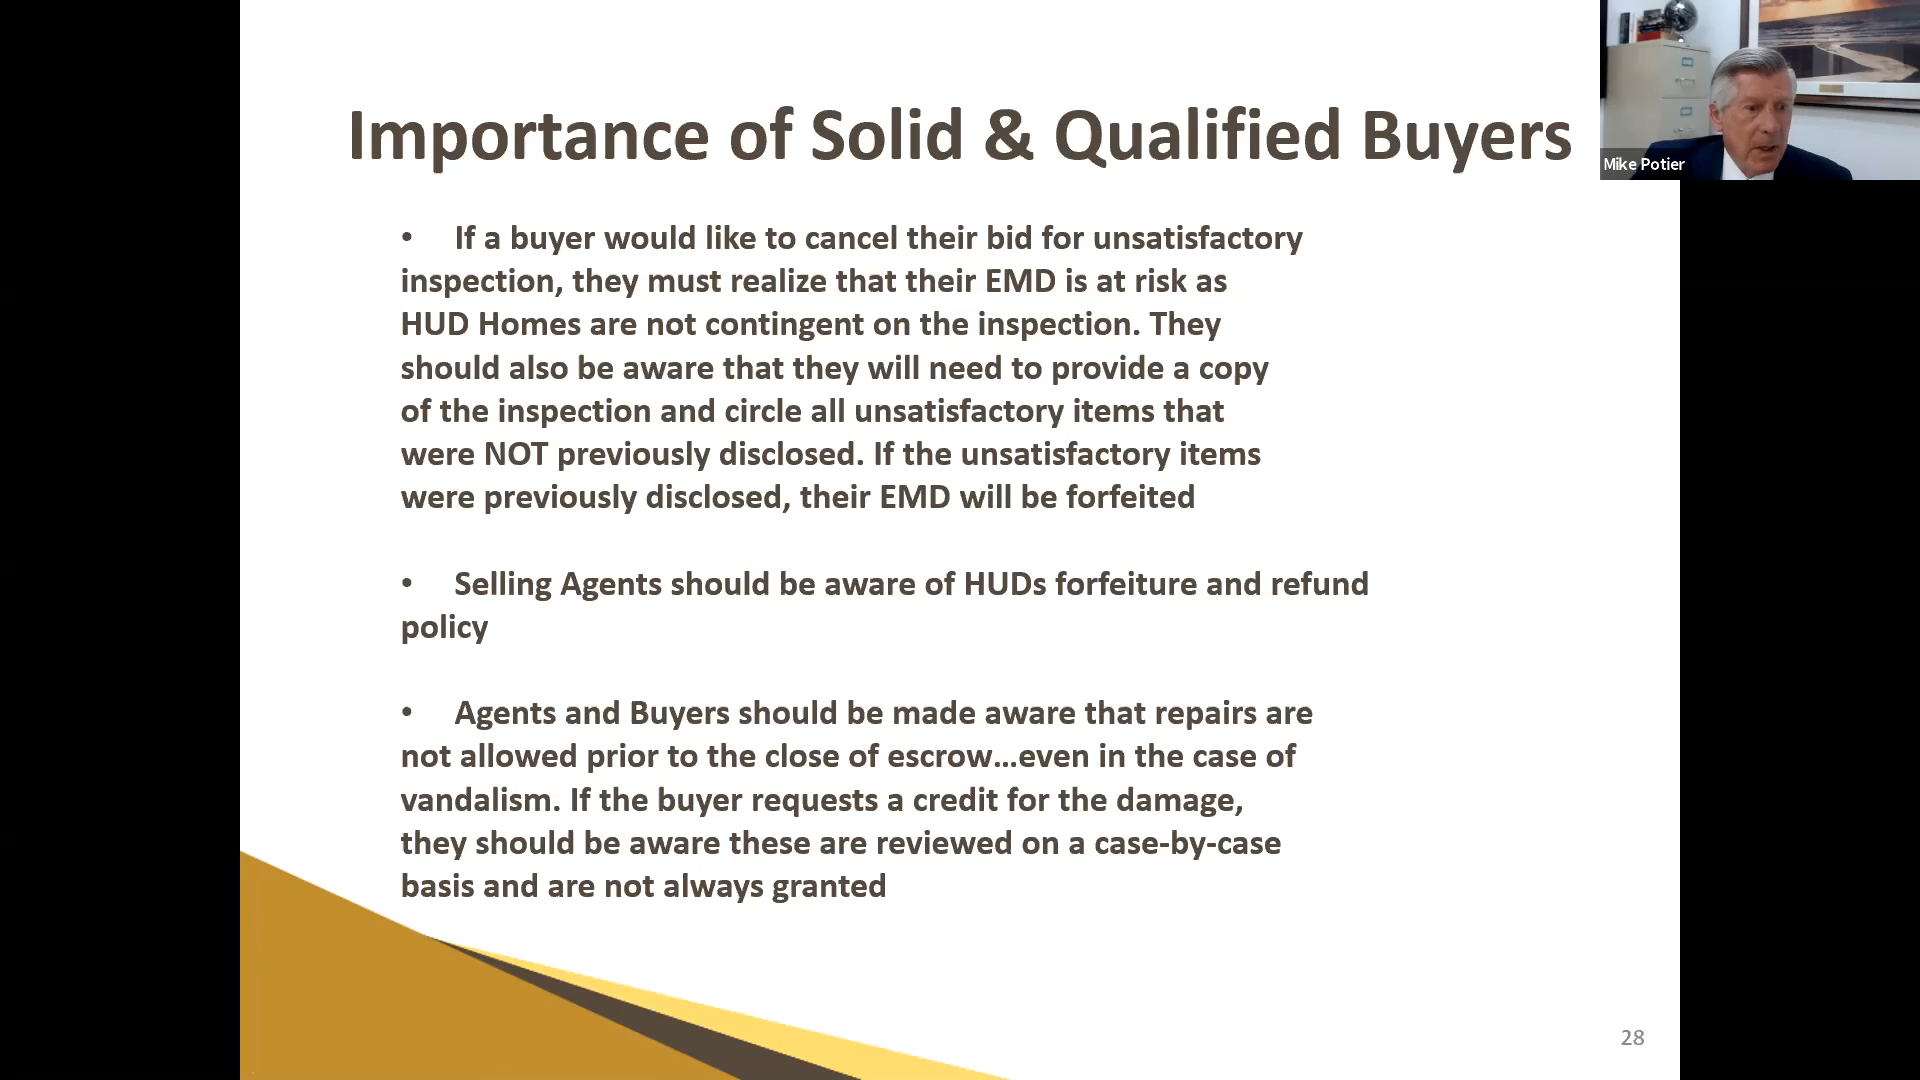 Importance of Solid & Qualified Buyers
Mike Potier
• If a buyer would like to cancel their bid for unsatisfactory
inspection, they must realize that their EMD is at risk as
HUD Homes are not contingent on the inspection. They
should also be aware that they will need to provide a copy
of the inspection and circle all unsatisfactory items that
were NOT previously disclosed. If the unsatisfactory items
were previously disclosed, their EMD will be forfeited
• Selling Agents should be aware of HUDs forfeiture and refund
policy
• Agents and Buyers should be made aware that repairs are
not allowed prior to the close of escrow...even in the case of
vandalism. If the buyer requests a credit for the damage,
they should be aware these are reviewed on a case-by-case
basis and are not always granted
28